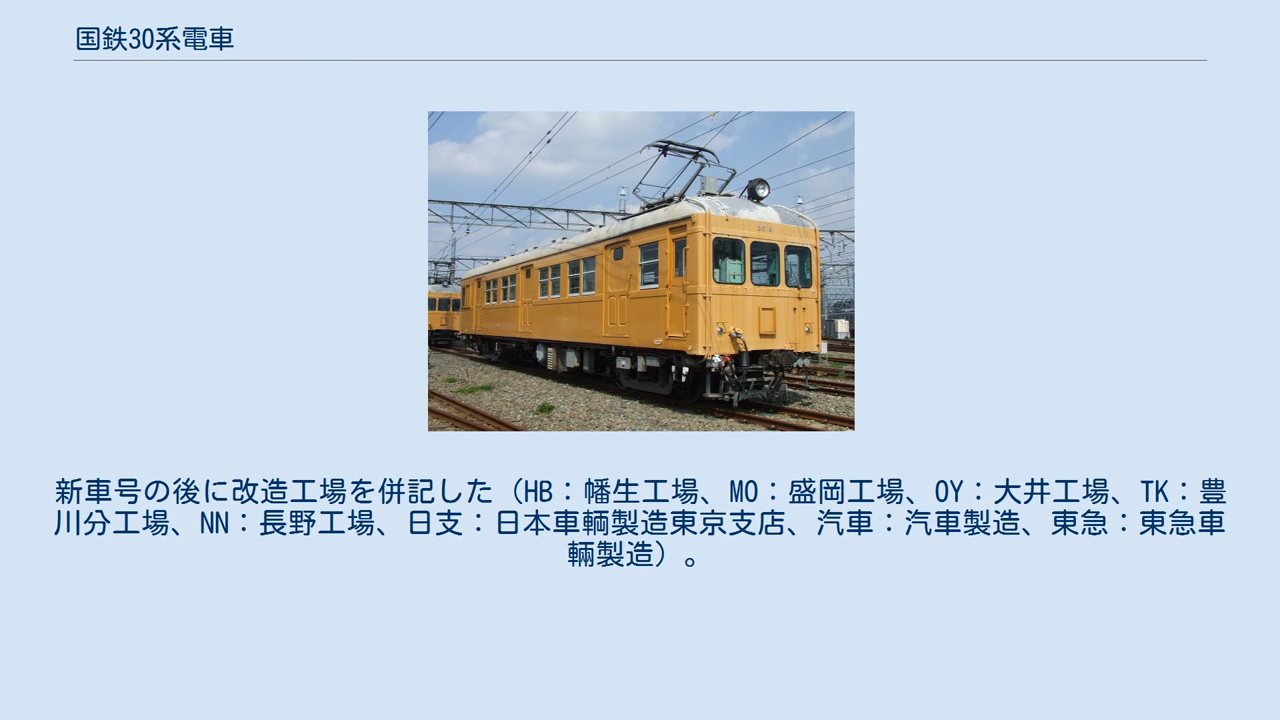 国鉄30系電車
新車号の後に改造工場を併記した（HB：幡生工場、MO：盛岡工場、OY：大井工場、TK：豊
川分工場、NN：長野工場、日支：日本車輌製造東京支店、汽車：汽車製造、東急：東急車
輛製造）。